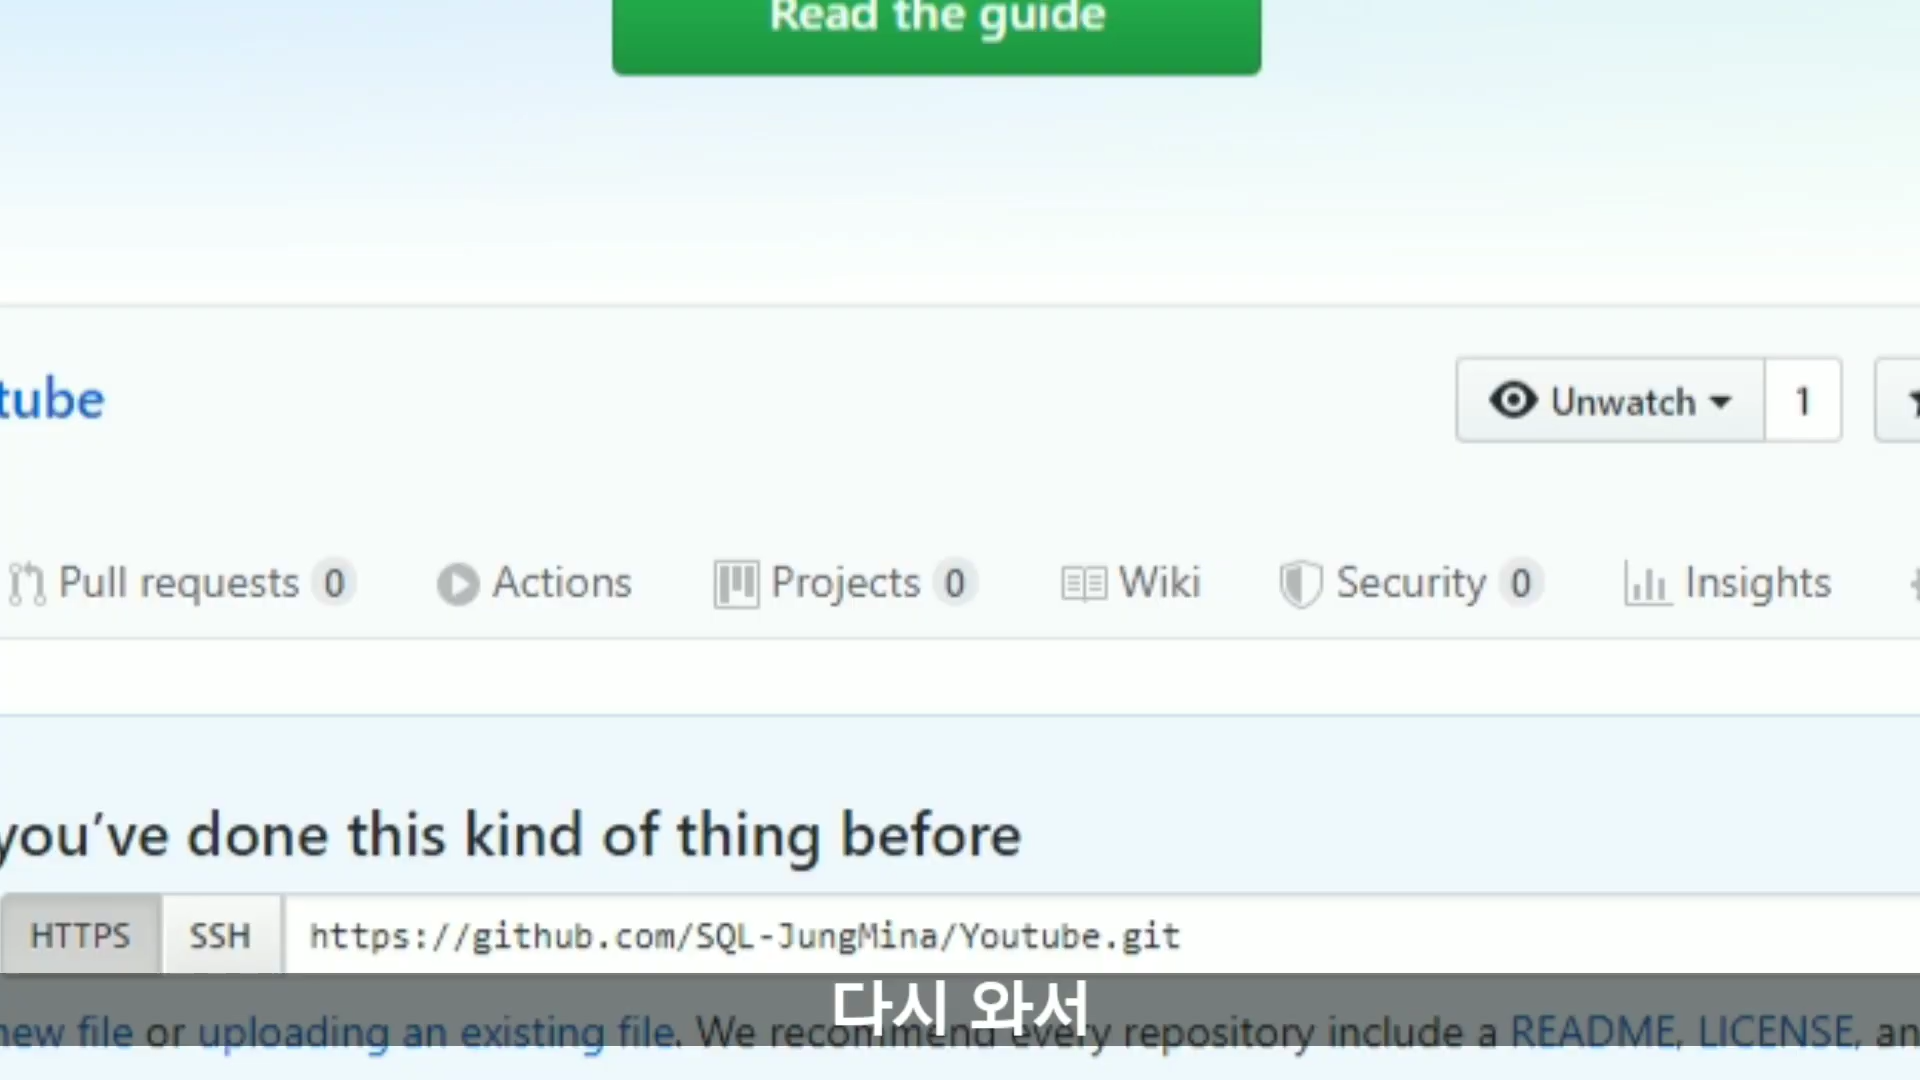 Read the guide
tube
Unwatch 1
Pull requests 0 Actions Projects 0 Wiki Security 0 Insights
you've done this kind of thing before
HTTPS SSH https://github.com/SQL-JungMina/Youtube.git
다시 와서
new file or uploading an existing file. We recommend every repository include a README, LICENSE, an